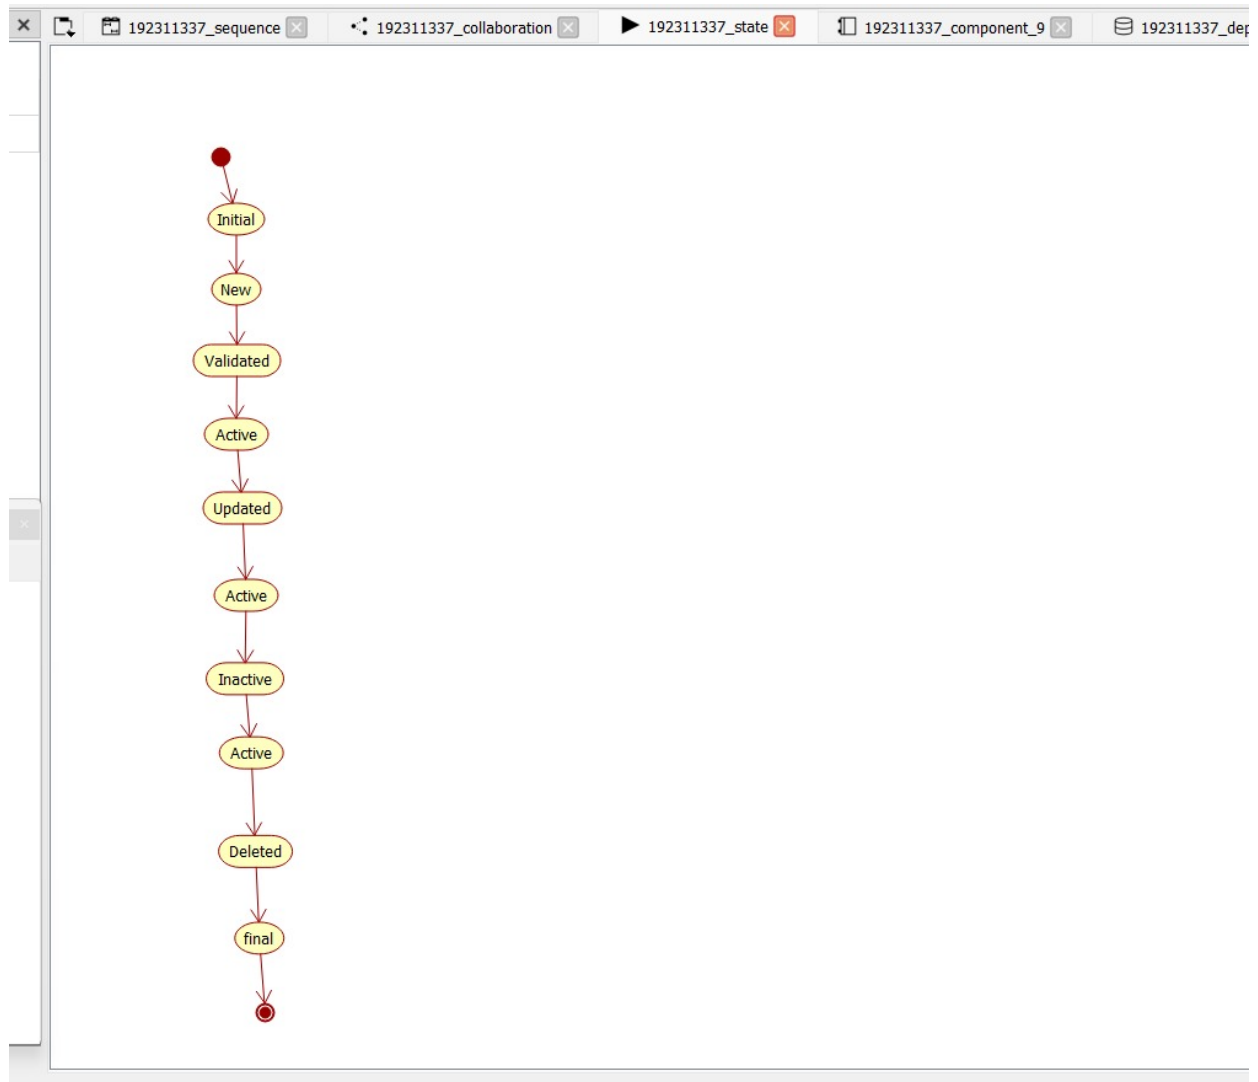 192311337_sequence
192311337_collaboration
192311337_state
192311337_component_9
192311337_dep
Initial
New
Validated
Active
Updated
Active
Inactive
Active
Deleted
final